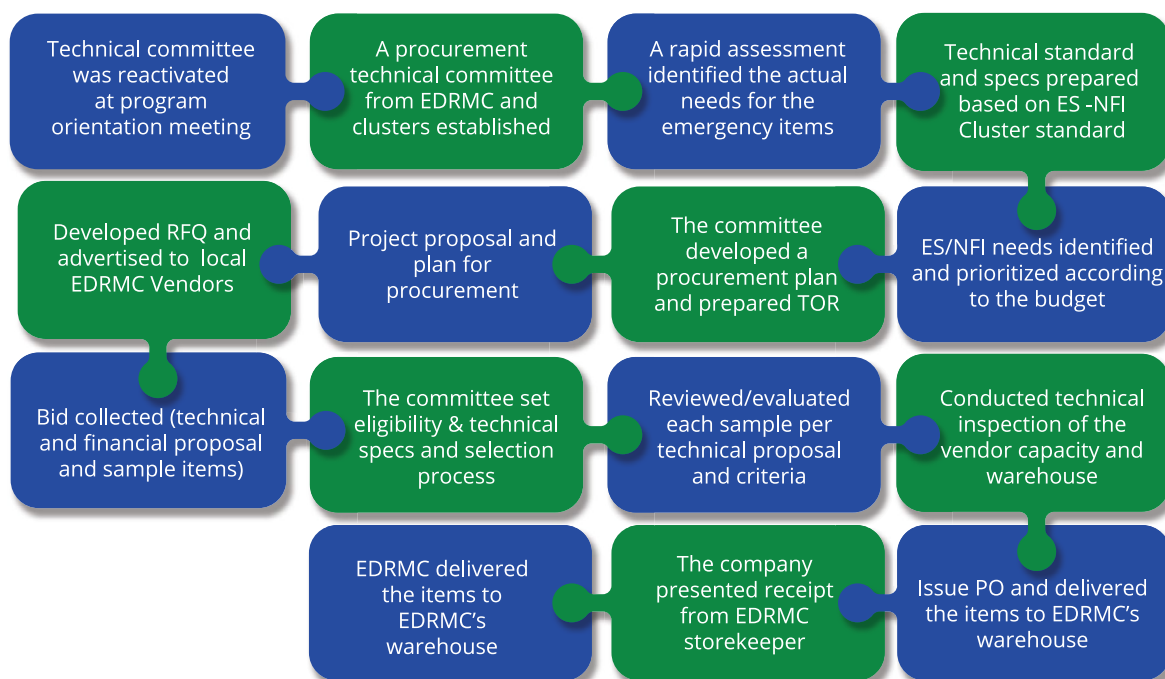 Technical committee
was reactivated
at program
orientation meeting
A procurement
technical committee
from EDRMC and
clusters established
A rapid assessment
identified the actual
needs for the
emergency items
Technical standard
and specs prepared
based on ES -NFI
Cluster standard
ES/NFI needs identified
and prioritized according
to the budget
The committee
developed a
procurement plan
and prepared TOR
Project proposal and
plan for
procurement
Developed RFQ and
advertised to local
EDRMC Vendors
Bid collected (technical
and financial proposal
and sample items)
The committee set
eligibility & technical
specs and selection
process
Reviewed/evaluated
each sample per
technical proposal
and criteria
Conducted technical
inspection of the
vendor capacity and
warehouse
Issue PO and delivered
the items to EDRMC’s
warehouse
The company
presented receipt
from EDRMC
storekeeper
EDRMC delivered
the items to
EDRMC’s
warehouse